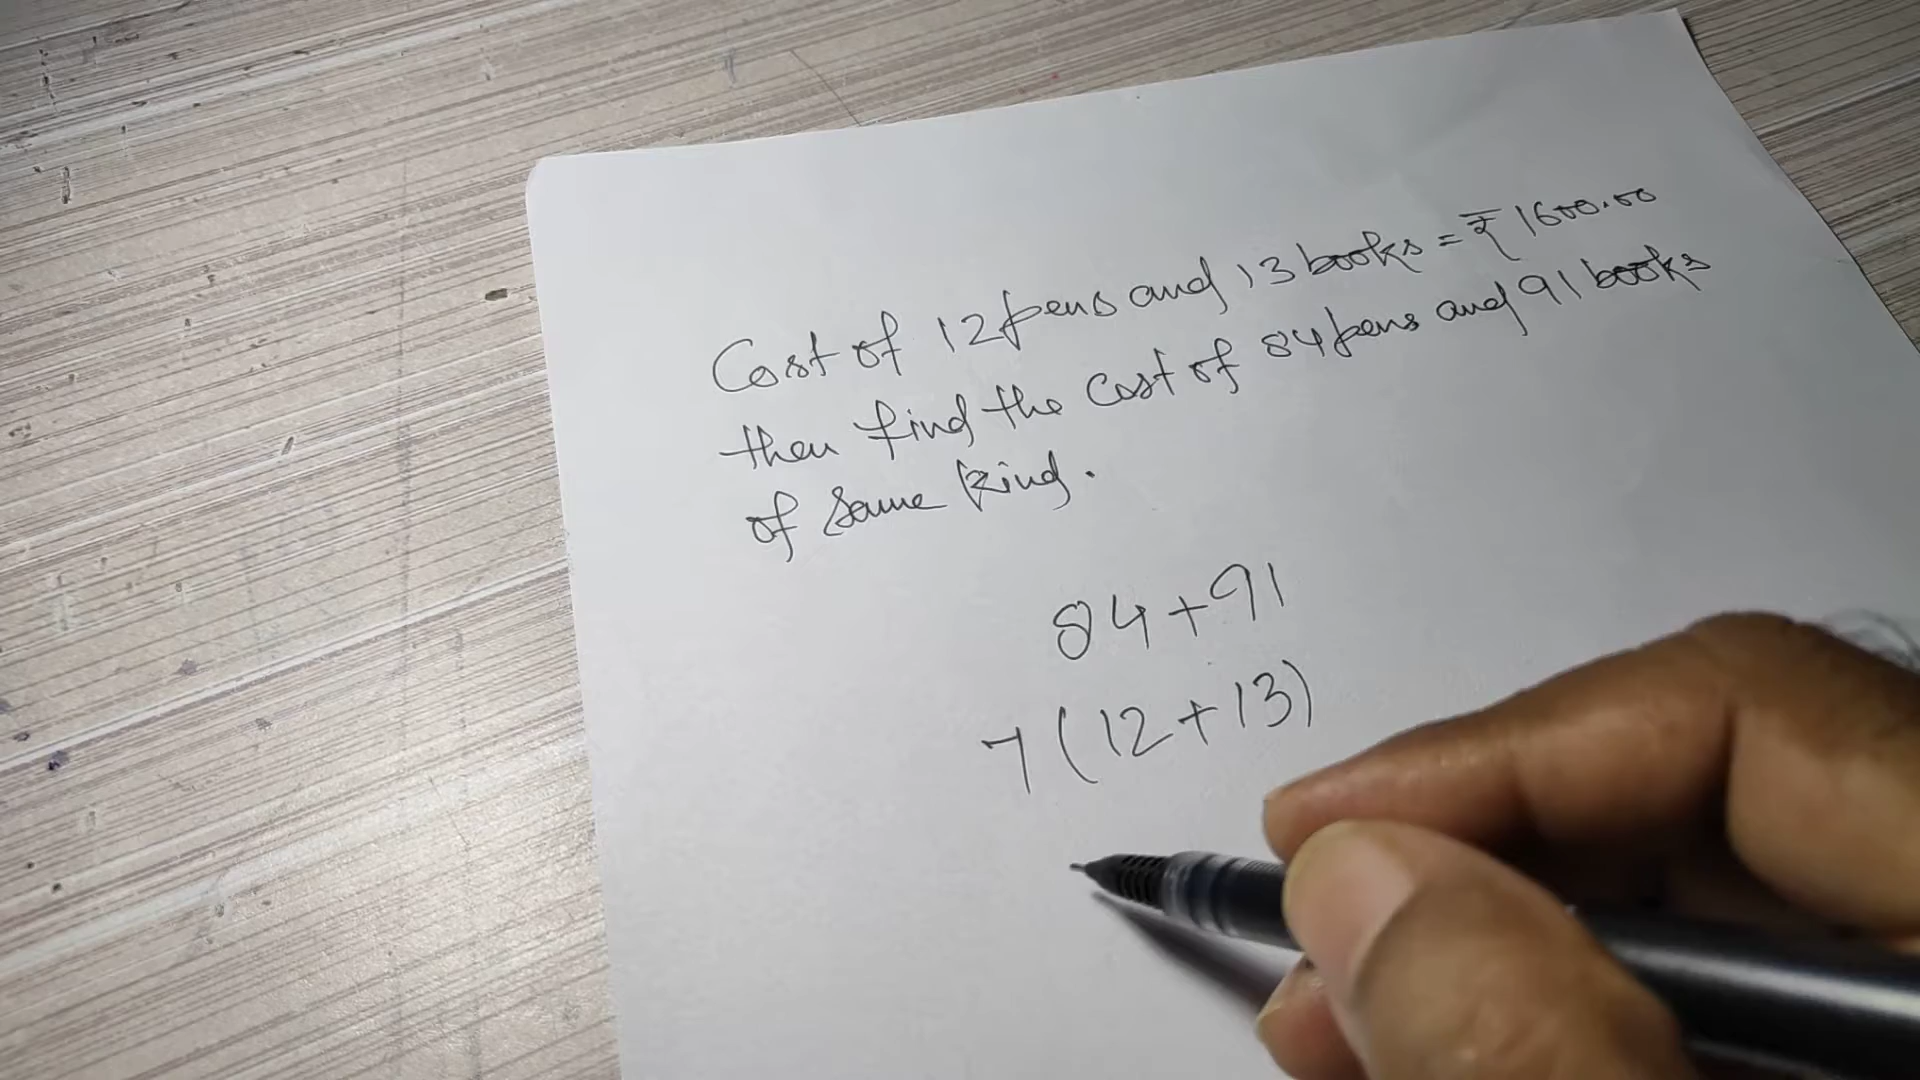 Cost of 12 pens and 13 books = ₹ 1600.00
then find the cost of 84 pens and 91 books
of same kind.
84+91
7(12+13)